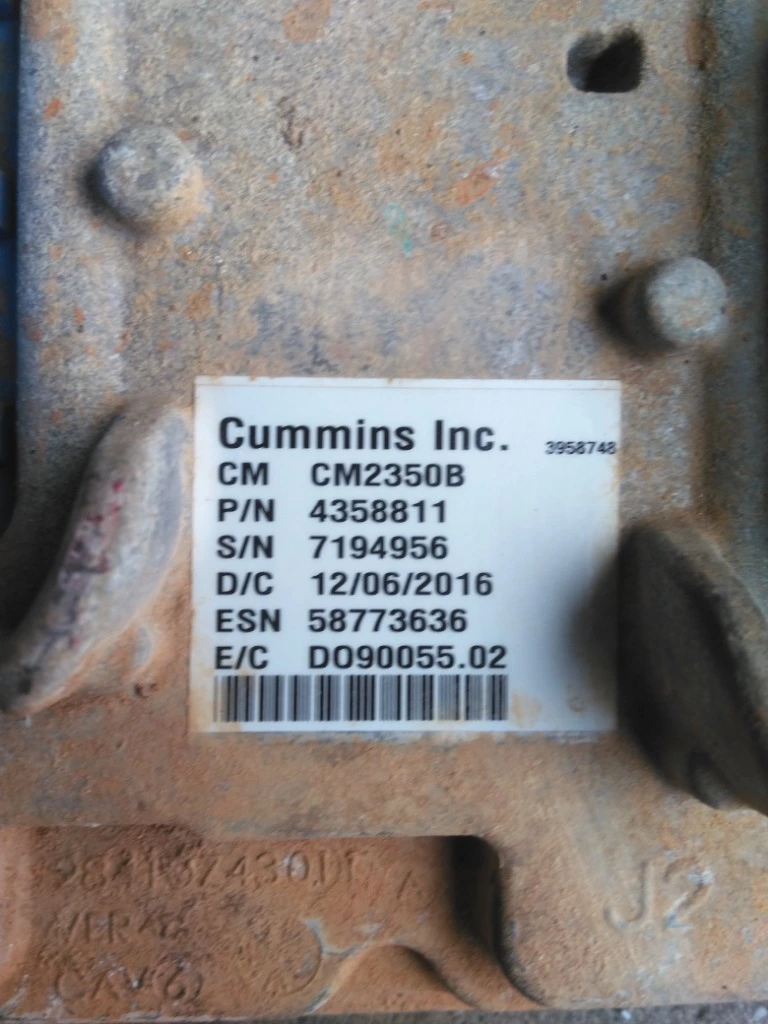 Cummins Inc. 3958748
CM CM2350B
P/N 4358811
S/N 7194956
D/C 12/06/2016
ESN 58773636
E/C DO90055.02
J2